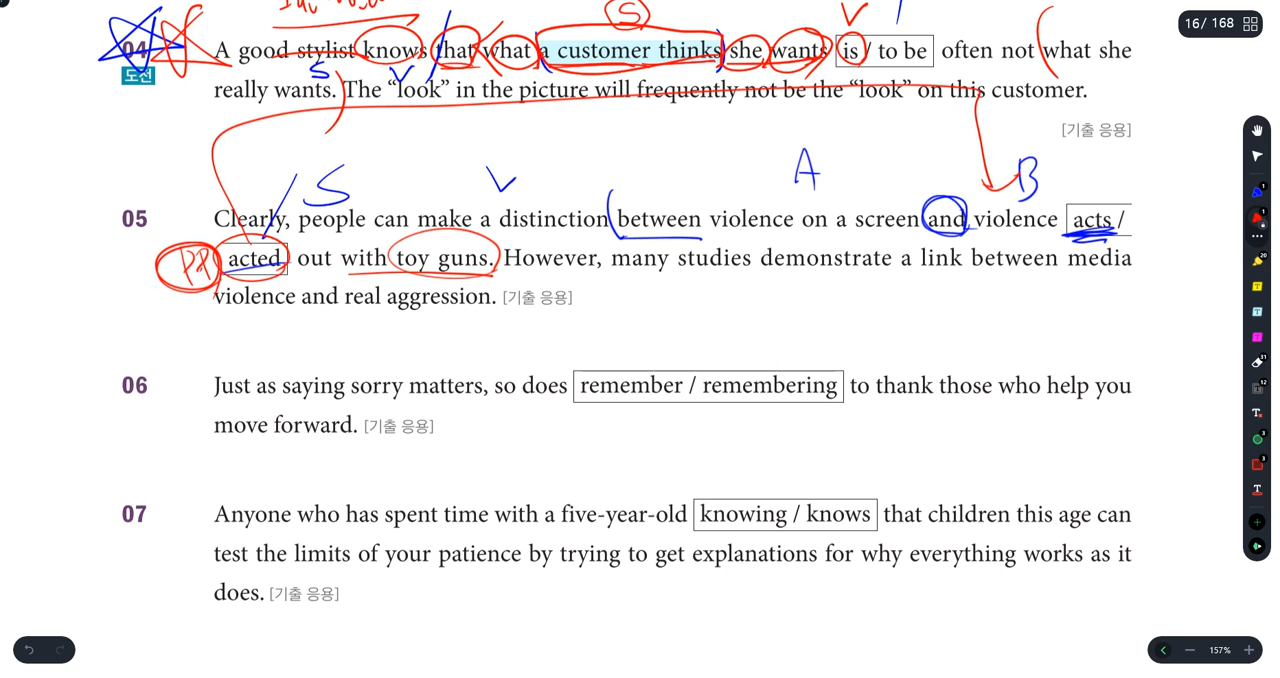 16 / 168
S
V
04 A good stylist knows that what a customer thinks she wants is / to be often not what she
도전
S
V
really wants. The “look” in the picture will frequently not be the “look” on this customer.
[기출 응용]
S
V
A
B
05 Clearly, people can make a distinction between violence on a screen and violence acts /
PP
acted out with toy guns. However, many studies demonstrate a link between media
violence and real aggression. [기출 응용]
06 Just as saying sorry matters, so does remember / remembering to thank those who help you
move forward. [기출 응용]
07 Anyone who has spent time with a five-year-old knowing / knows that children this age can
test the limits of your patience by trying to get explanations for why everything works as it
does. [기출 응용]
157%